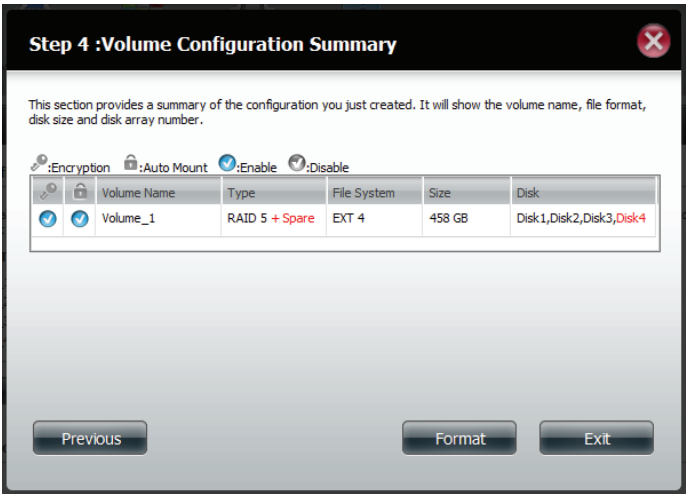 Step 4 :Volume Configuration Summary
This section provides a summary of the configuration you just created. It will show the volume name, file format,
disk size and disk array number.
:Encryption :Auto Mount :Enable :Disable
Volume Name Type File System Size Disk
Volume_1 RAID 5 + Spare EXT 4 458 GB Disk1,Disk2,Disk3,Disk4
Previous Format Exit